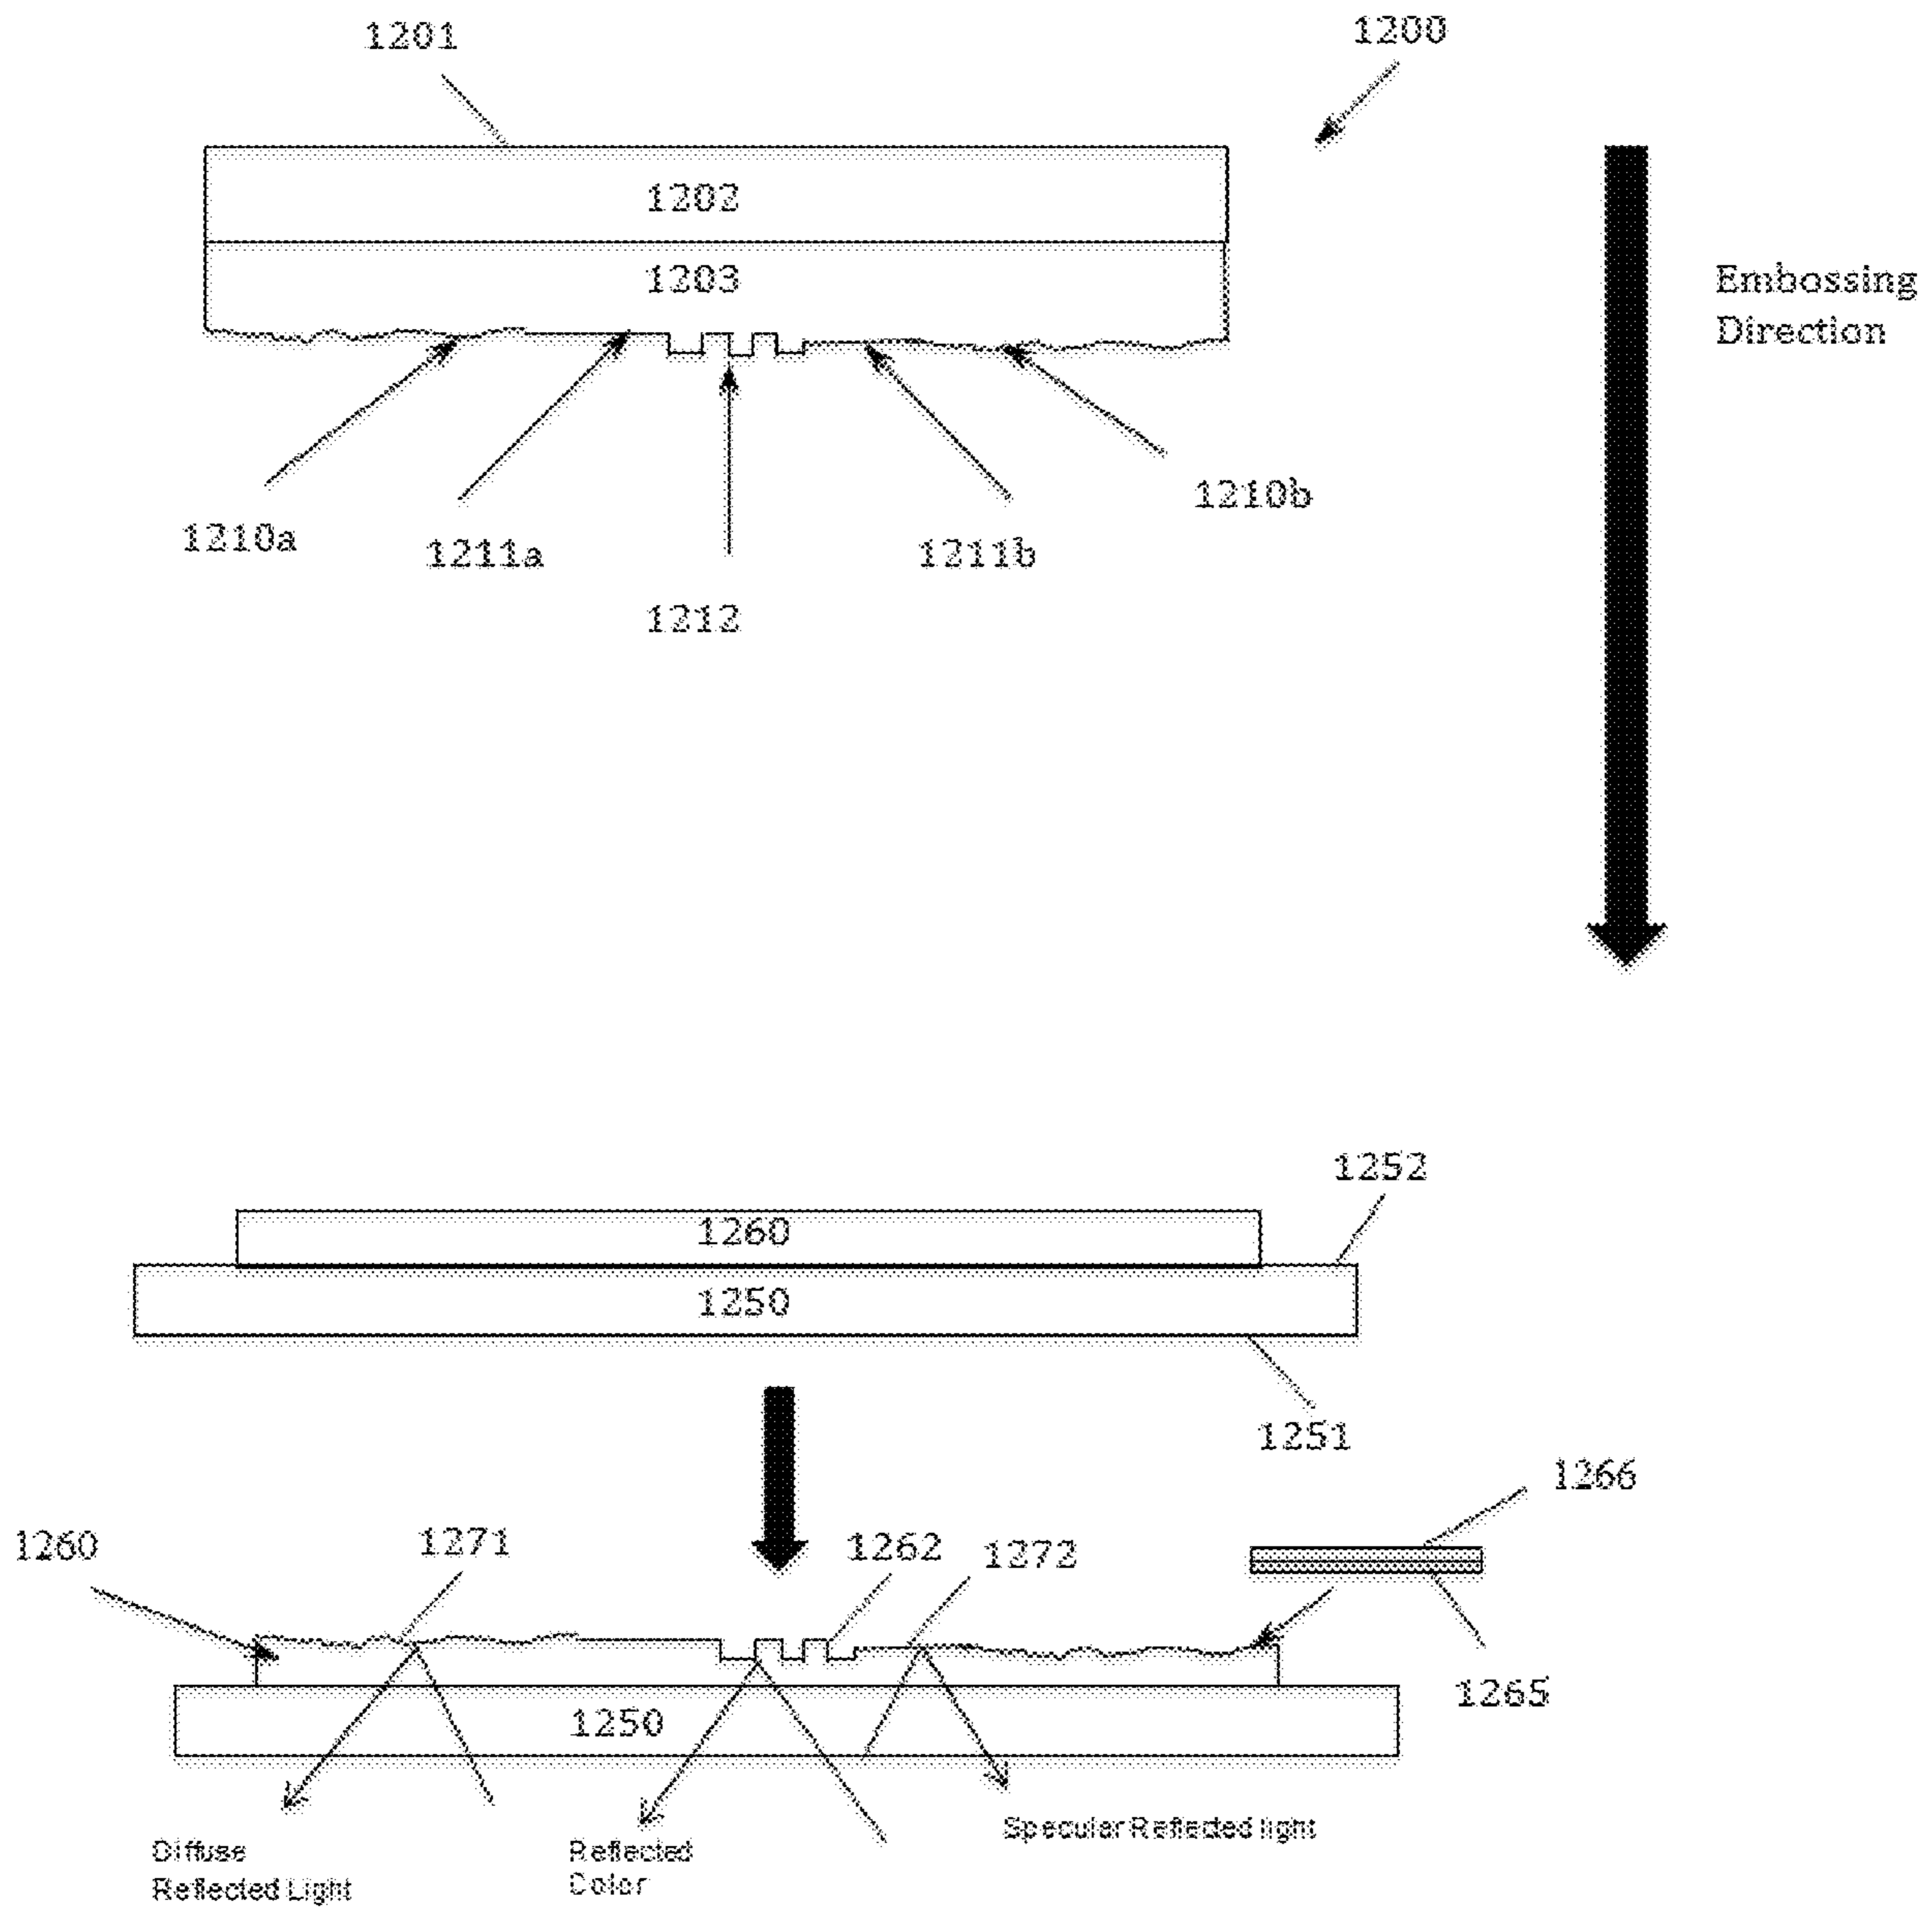 1201
1200
1202
1203
Embossing
Direction
1210a
1211a
1212
1211b
1210b
1252
1260
1250
1251
1266
1260
1271
1262
1272
1265
1250
Specular Reflected light
Diffuse
Reflected Light
Reflected
Color